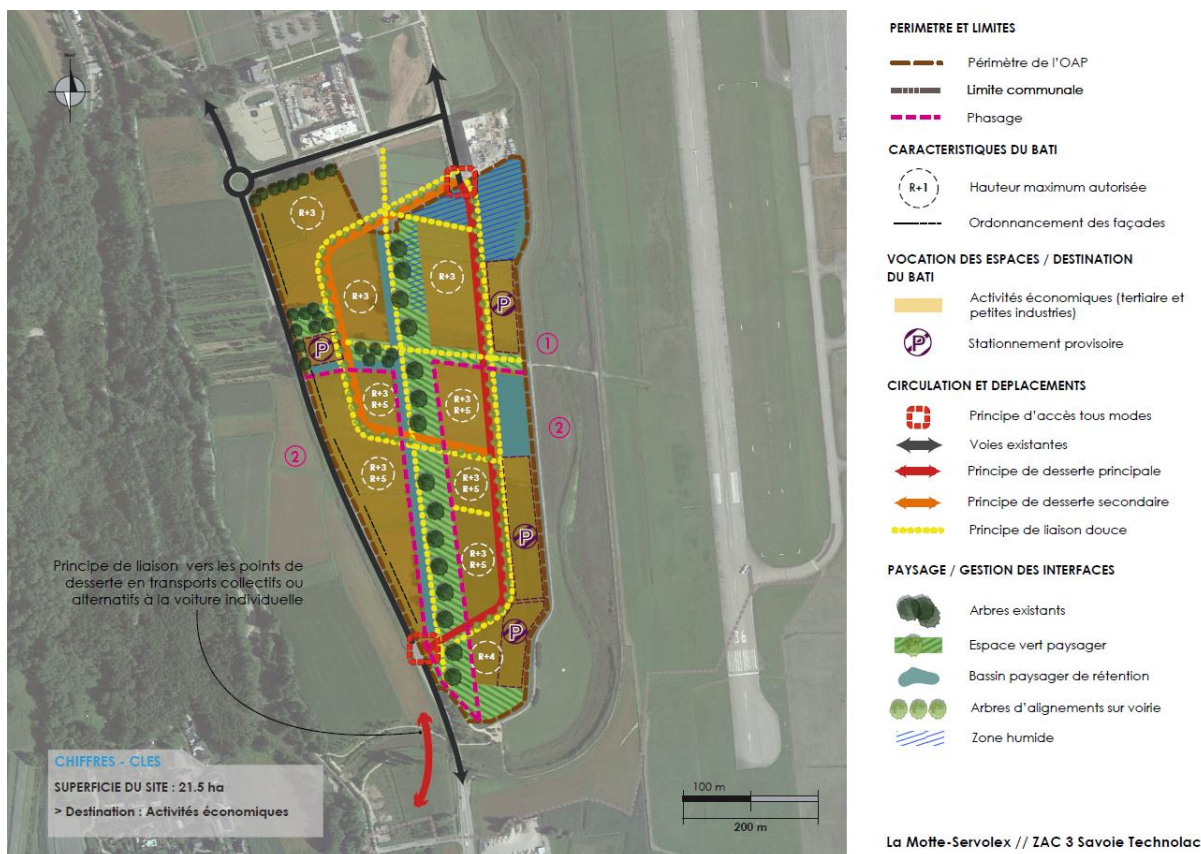 Nord
R+3
R+3
R+3
P
P
1
R+3
R+5
R+3
R+5
2
2
R+3
R+5
R+3
R+5
P
R+3
R+5
Principe de liaison vers les points de
desserte en transports collectifs ou
alternatifs à la voiture individuelle
P
R+4
36
CHIFFRES - CLES
SUPERFICIE DU SITE : 21.5 ha
> Destination : Activités économiques
100 m
200 m
PERIMETRE ET LIMITES
Périmètre de l'OAP
Limite communale
Phasage
CARACTERISTIQUES DU BATI
R+1
Hauteur maximum autorisée
Ordonnancement des façades
VOCATION DES ESPACES / DESTINATION
DU BATI
Activités économiques (tertiaire et
petites industries)
P
Stationnement provisoire
CIRCULATION ET DEPLACEMENTS
Principe d'accès tous modes
Voies existantes
Principe de desserte principale
Principe de desserte secondaire
Principe de liaison douce
PAYSAGE / GESTION DES INTERFACES
Arbres existants
Espace vert paysager
Bassin paysager de rétention
Arbres d'alignements sur voirie
Zone humide
La Motte-Servolex // ZAC 3 Savoie Technolac